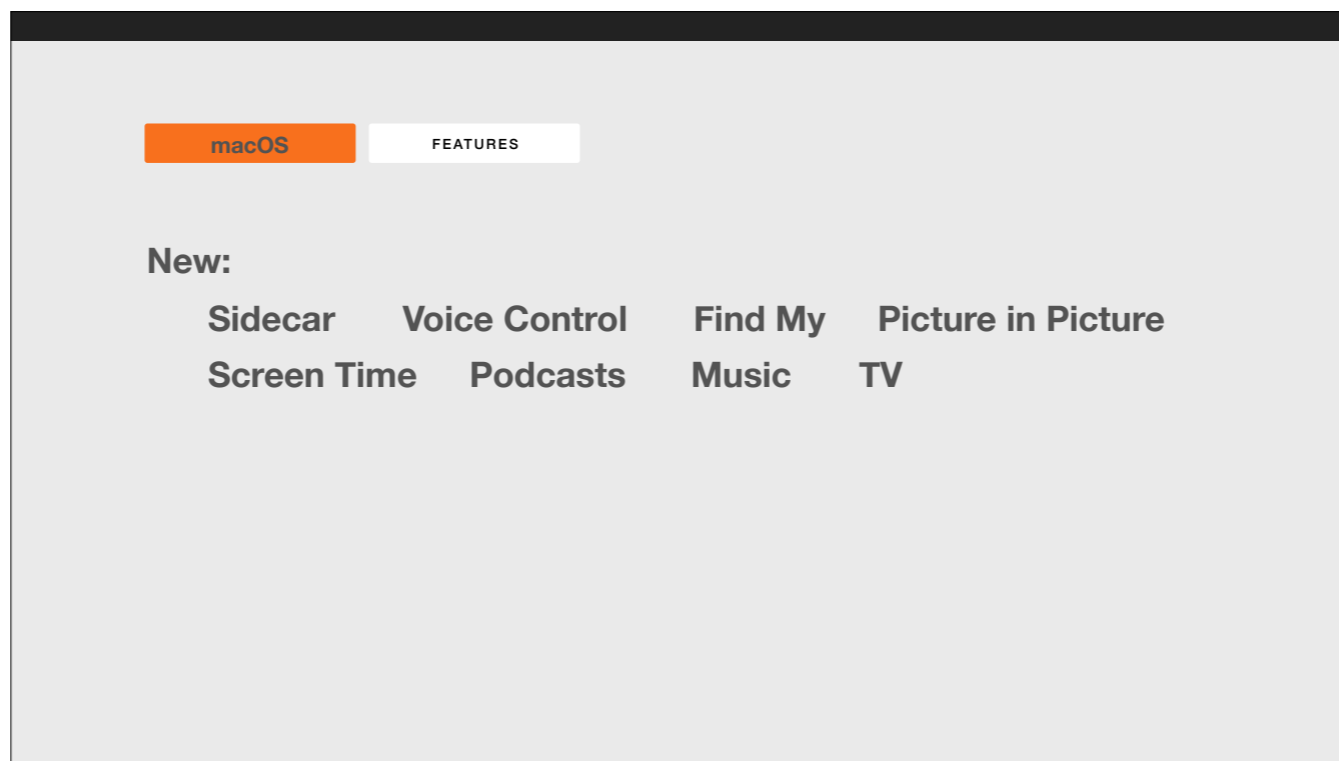 macOS FEATURES
New:
Sidecar Voice Control Find My Picture in Picture
Screen Time Podcasts Music TV